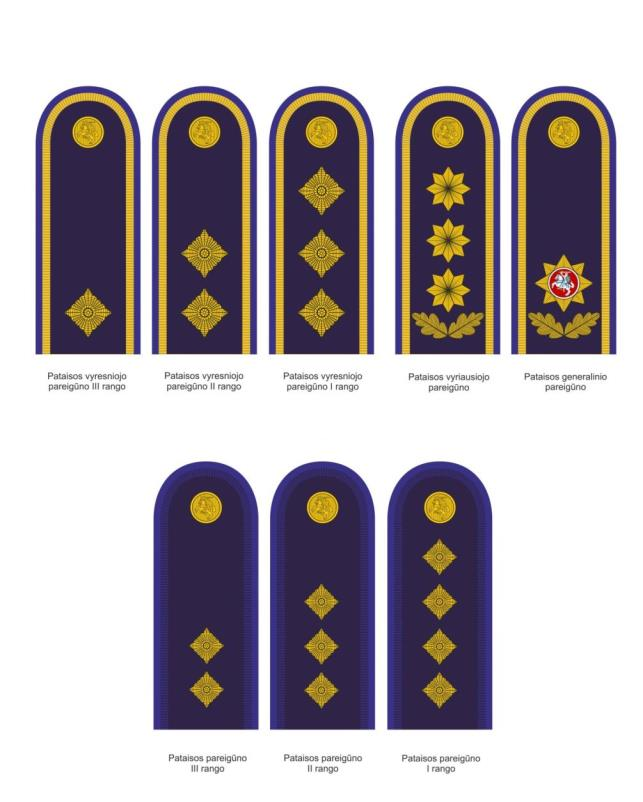 Pataisos vyresniojo
pareigūno III rango
Pataisos vyresniojo
pareigūno II rango
Pataisos vyresniojo
pareigūno I rango
Pataisos vyriausiojo
pareigūno
Pataisos generalinio
pareigūno
Pataisos pareigūno
III rango
Pataisos pareigūno
II rango
Pataisos pareigūno
I rango